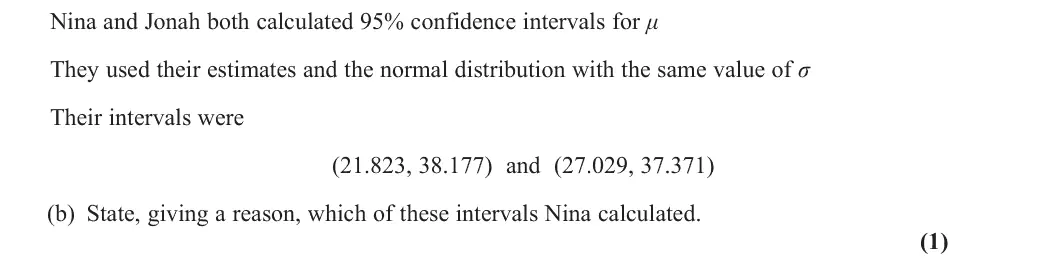 Nina and Jonah both calculated 95% confidence intervals for μ
They used their estimates and the normal distribution with the same value of σ
Their intervals were
(21.823, 38.177) and (27.029, 37.371)
(b) State, giving a reason, which of these intervals Nina calculated.
(1)